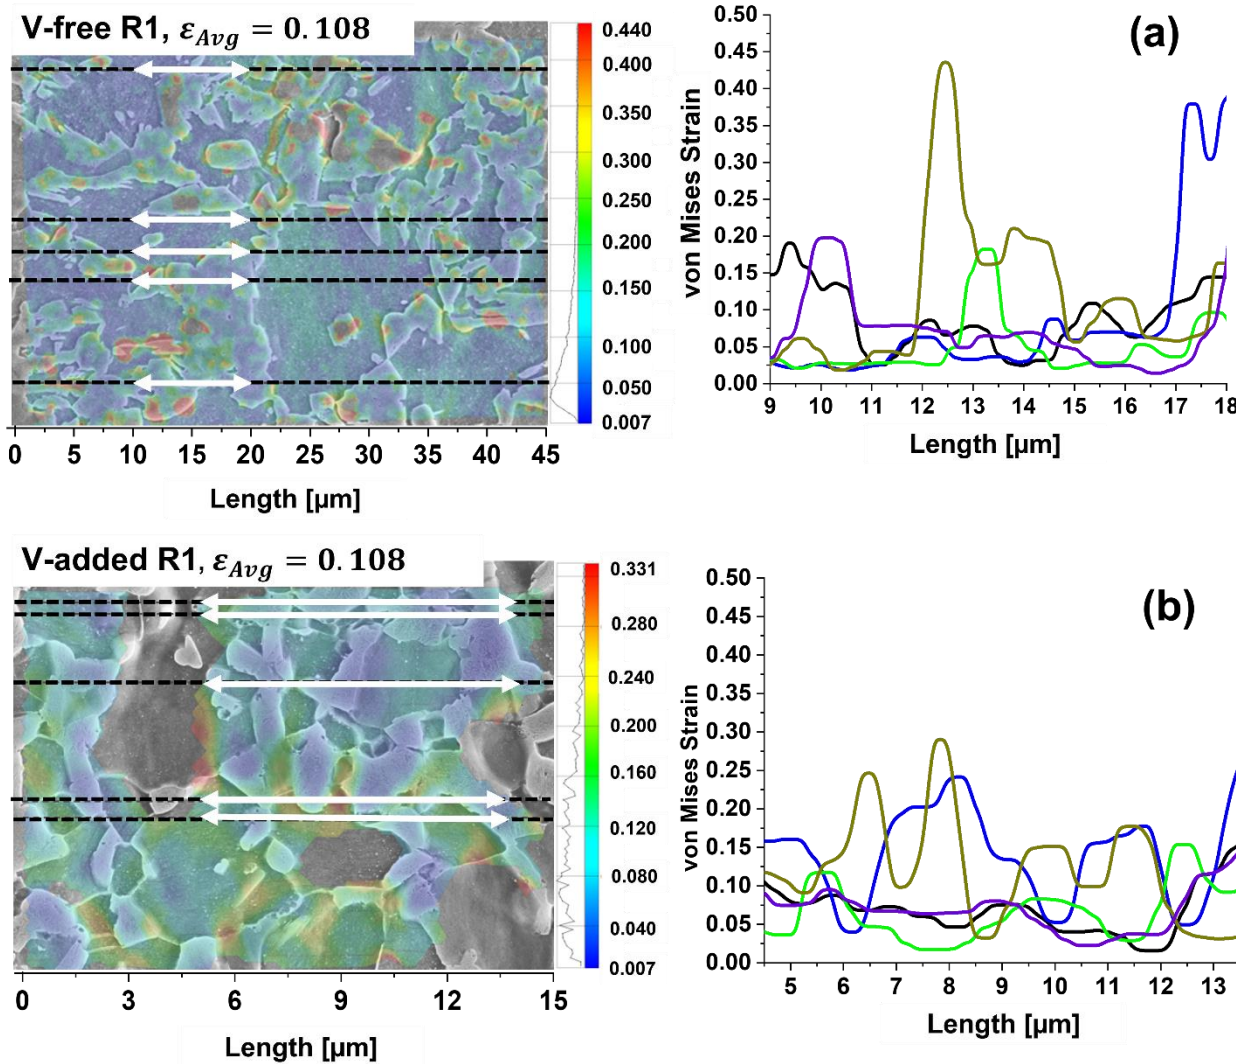 V-free R1, ε_Avg = 0.108
0.440
0.400
0.350
0.300
0.250
0.200
0.150
0.100
0.050
0.007
0 5 10 15 20 25 30 35 40 45
Length [µm]
(a)
von Mises Strain
0.50
0.45
0.40
0.35
0.30
0.25
0.20
0.15
0.10
0.05
0.00
9 10 11 12 13 14 15 16 17 18
Length [µm]
V-added R1, ε_Avg = 0.108
0.331
0.280
0.240
0.200
0.160
0.120
0.080
0.040
0.007
0 3 6 9 12 15
Length [µm]
(b)
von Mises Strain
0.50
0.45
0.40
0.35
0.30
0.25
0.20
0.15
0.10
0.05
0.00
5 6 7 8 9 10 11 12 13
Length [µm]